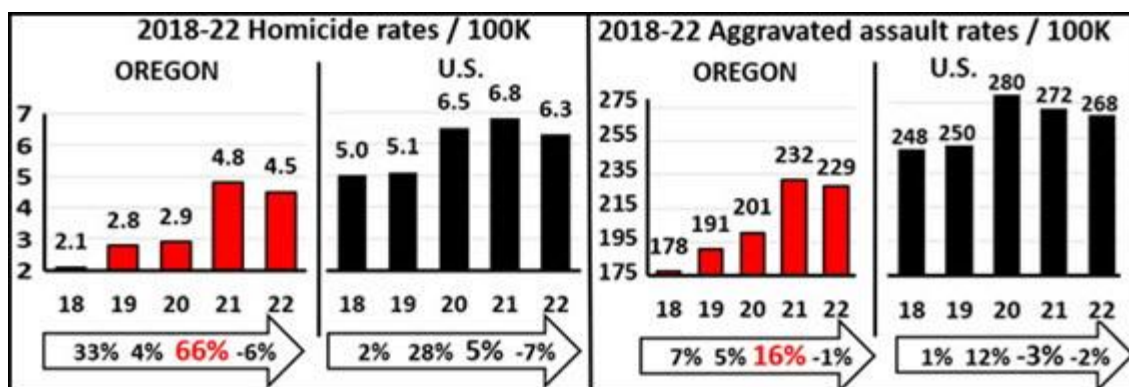 2018-22 Homicide rates / 100K
OREGON
U.S.
7
6
5
4
3
2
2.1
2.8
2.9
4.8
4.5
5.0
5.1
6.5
6.8
6.3
18 19 20 21 22
18 19 20 21 22
33% 4% 66% -6%
2% 28% 5% -7%
2018-22 Aggravated assault rates / 100K
OREGON
U.S.
275
255
235
215
195
175
178
191
201
232
229
248
250
280
272
268
18 19 20 21 22
18 19 20 21 22
7% 5% 16% -1%
1% 12% -3% -2%